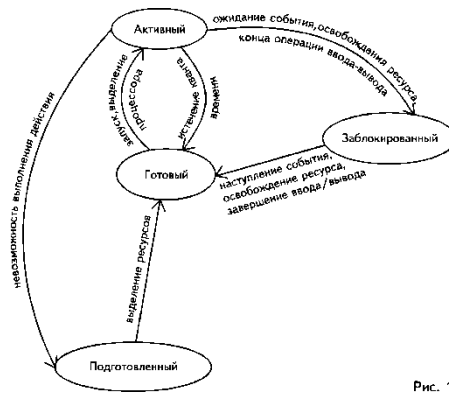 Активный
ожидание события, освобождения ресурса,
конца операции ввода-вывода
запуск, выделение
процессора
истечение кванта
времени
Заблокированный
Готовый
наступление события,
освобождение ресурса,
завершение ввода/вывода
невозможность выполнения действия
выделение ресурсов
Подготовленный
Рис. 1